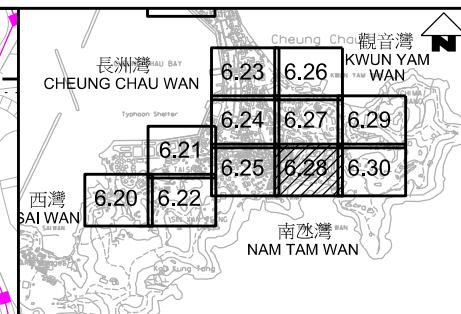 N
Cheung Chau
觀音灣
KWUN YAM
WAN
長洲灣
CHEUNG CHAU WAN
6.23
6.26
Typhoon Shelter
6.24
6.27
6.29
6.21
6.25
6.28
6.30
西灣
SAI WAN
6.20
6.22
SAIWAN
南氹灣
NAM TAM WAN